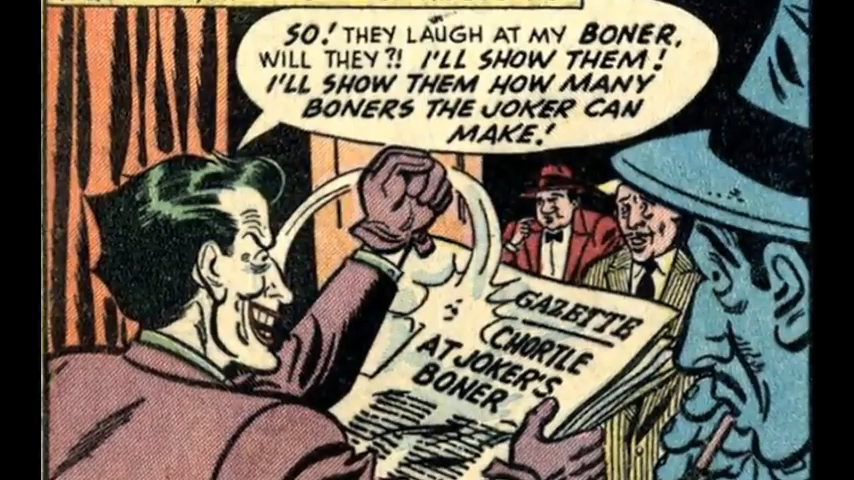 SO! THEY LAUGH AT MY BONER,
WILL THEY?! I'LL SHOW THEM!
I'LL SHOW THEM HOW MANY
BONERS THE JOKER CAN
MAKE!
GAZETTE
CHORTLE
AT JOKER'S
BONER